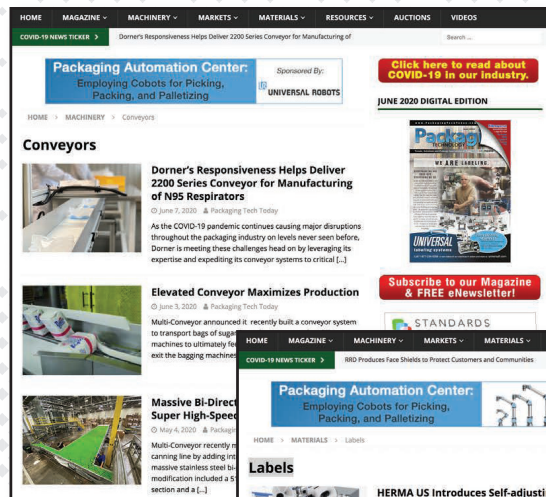 HOME MAGAZINE MACHINERY MARKETS MATERIALS RESOURCES AUCTIONS VIDEOS
COVID-19 NEWS TICKER > Dorner's Responsiveness Helps Deliver 2200 Series Conveyor for Manufacturing of
Search ...
Packaging Automation Center:
Employing Cobots for Picking,
Packing, and Palletizing
Sponsored By:
UNIVERSAL ROBOTS
Click here to read about
COVID-19 in our industry.
HOME > MACHINERY > Conveyors
JUNE 2020 DIGITAL EDITION
Conveyors
Dorner's Responsiveness Helps Deliver
2200 Series Conveyor for Manufacturing
of N95 Respirators
June 7, 2020 Packaging Tech Today
As the COVID-19 pandemic continues causing major disruptions
throughout the packaging industry on levels never seen before,
Dorner is meeting these challenges head on by leveraging its
expertise and expediting its conveyor systems to critical [...]
Packag
TECHNOLOGY
WE ARE LABELING
UNIVERSAL
labeling systems
Elevated Conveyor Maximizes Production
June 3, 2020 Packaging Tech Today
Multi-Conveyor announced it recently built a conveyor system
to transport bags of sugar
machines to ultimately
exit the bagging machines
Subscribe to our Magazine
& FREE eNewsletter!
STANDARDS
Massive Bi-Direct
Super High-Speed
May 4, 2020
Multi-Conveyor recently
canning line by adding
massive stainless steel bi-
modification included a
section and a [...]
HOME MAGAZINE MACHINERY MARKETS MATERIALS
COVID-19 NEWS TICKER > RRD Produces Face Shields to Protect Customers and Communities
Packaging Automation Center:
Employing Cobots for Picking,
Packing, and Palletizing
HOME > MATERIALS > Labels
Labels
HERMA US Introduces Self-adjusti